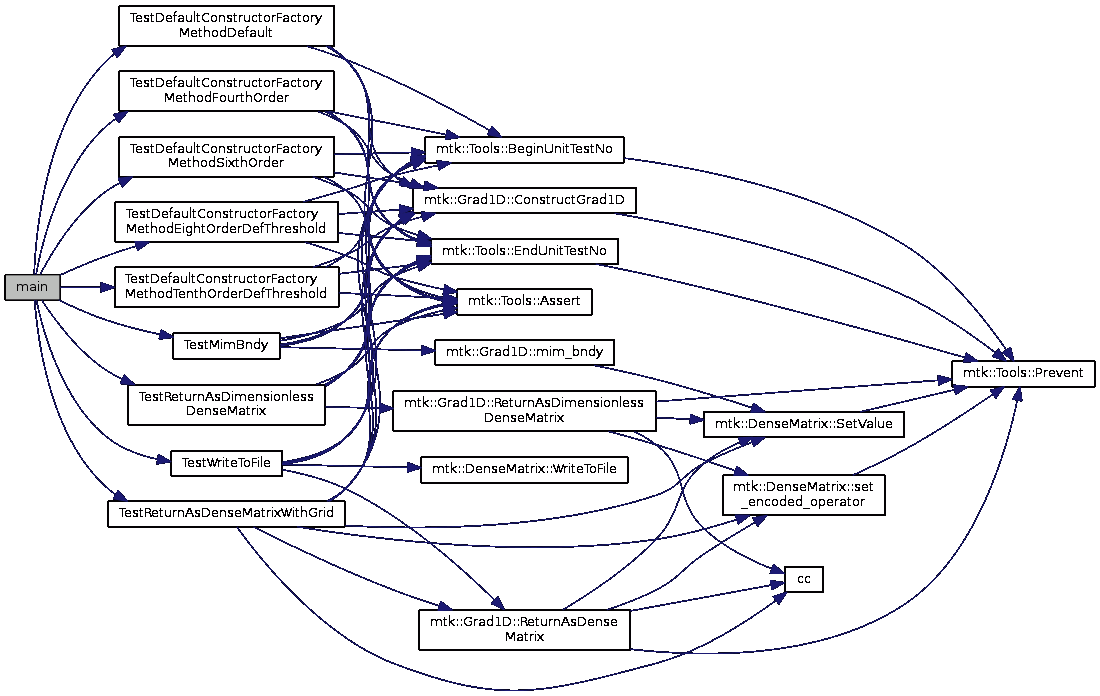 main
TestDefaultConstructorFactory
MethodDefault
TestDefaultConstructorFactory
MethodFourthOrder
TestDefaultConstructorFactory
MethodSixthOrder
TestDefaultConstructorFactory
MethodEightOrderDefThreshold
TestDefaultConstructorFactory
MethodTenthOrderDefThreshold
TestMimBndy
TestReturnAsDimensionless
DenseMatrix
TestWriteToFile
TestReturnAsDenseMatrixWithGrid
mtk::Tools::BeginUnitTestNo
mtk::Grad1D::ConstructGrad1D
mtk::Tools::EndUnitTestNo
mtk::Tools::Assert
mtk::Grad1D::mim_bndy
mtk::Grad1D::ReturnAsDimensionless
DenseMatrix
mtk::DenseMatrix::WriteToFile
mtk::Grad1D::ReturnAsDense
Matrix
mtk::DenseMatrix::SetValue
mtk::DenseMatrix::set
_encoded_operator
cc
mtk::Tools::Prevent